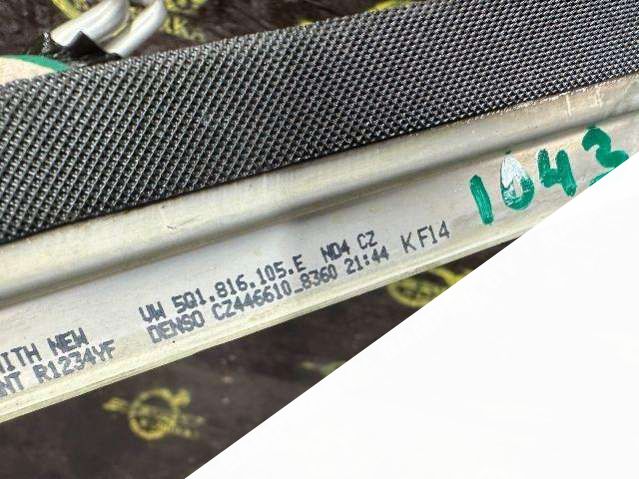 1043
VW 5Q1.816.105.E ND4 CZ
DENSO CZ446610_8360 21:44 KF14
ITH NEW
NT R1234YF